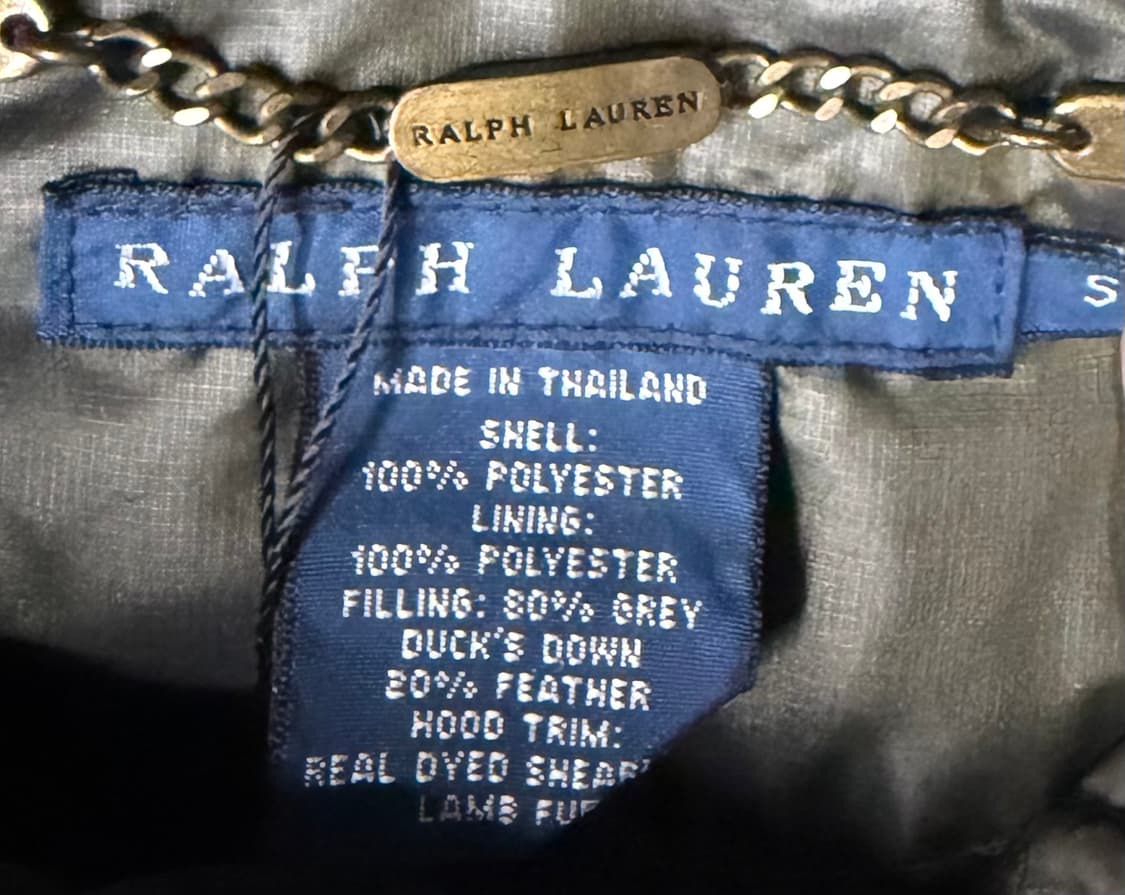 RALPH LAUREN
RALPH LAUREN
S
MADE IN THAILAND
SHELL:
100% POLYESTER
LINING:
100% POLYESTER
FILLING: 80% GREY
DUCK'S DOWN
20% FEATHER
HOOD TRIM:
REAL DYED
LAMB